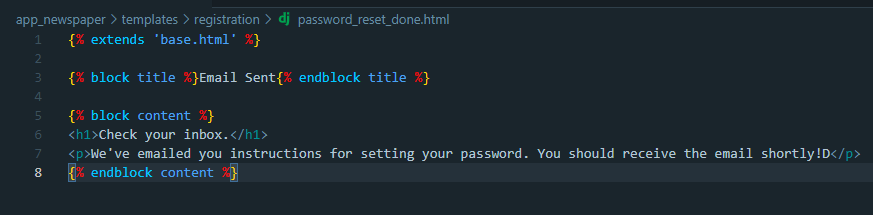 app_newspaper > templates > registration > dj password_reset_done.html
1 {% extends 'base.html' %}
2
3 {% block title %}Email Sent{% endblock title %}
4
5 {% block content %}
6 <h1>Check your inbox.</h1>
7 <p>We've emailed you instructions for setting your password. You should receive the email shortly!D</p>
8 {% endblock content %}